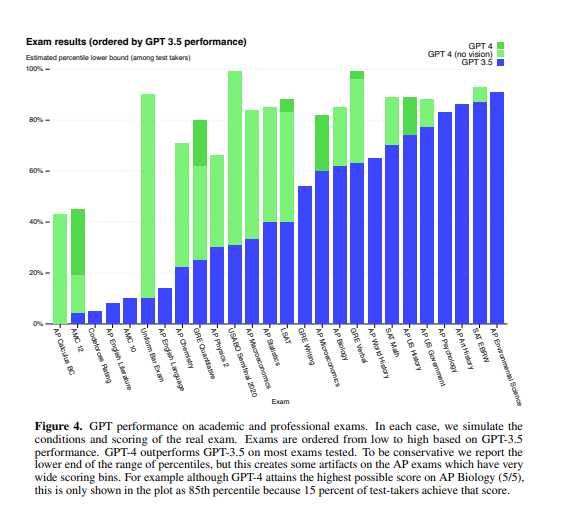 Exam results (ordered by GPT 3.5 performance)
Estimated percentile lower bound (among test takers)
GPT 4
GPT 4 (no vision)
GPT 3.5
100%
80%
60%
40%
20%
0%
AP Calculus BC
AMC 12
Codeforces Rating
AP English Literature
AMC 10
Uniform Bar Exam
AP English Language
AP Chemistry
GRE Quantitative
AP Physics 2
USABO Semifinal 2020
AP Macroeconomics
AP Statistics
LSAT
GRE Writing
AP Microeconomics
AP Biology
GRE Verbal
AP World History
SAT Math
AP US History
AP US Government
AP Psychology
AP Art History
SAT EBRW
AP Environmental Science
Exam
Figure 4. GPT performance on academic and professional exams. In each case, we simulate the
conditions and scoring of the real exam. Exams are ordered from low to high based on GPT-3.5
performance. GPT-4 outperforms GPT-3.5 on most exams tested. To be conservative we report the
lower end of the range of percentiles, but this creates some artifacts on the AP exams which have very
wide scoring bins. For example although GPT-4 attains the highest possible score on AP Biology (5/5),
this is only shown in the plot as 85th percentile because 15 percent of test-takers achieve that score.